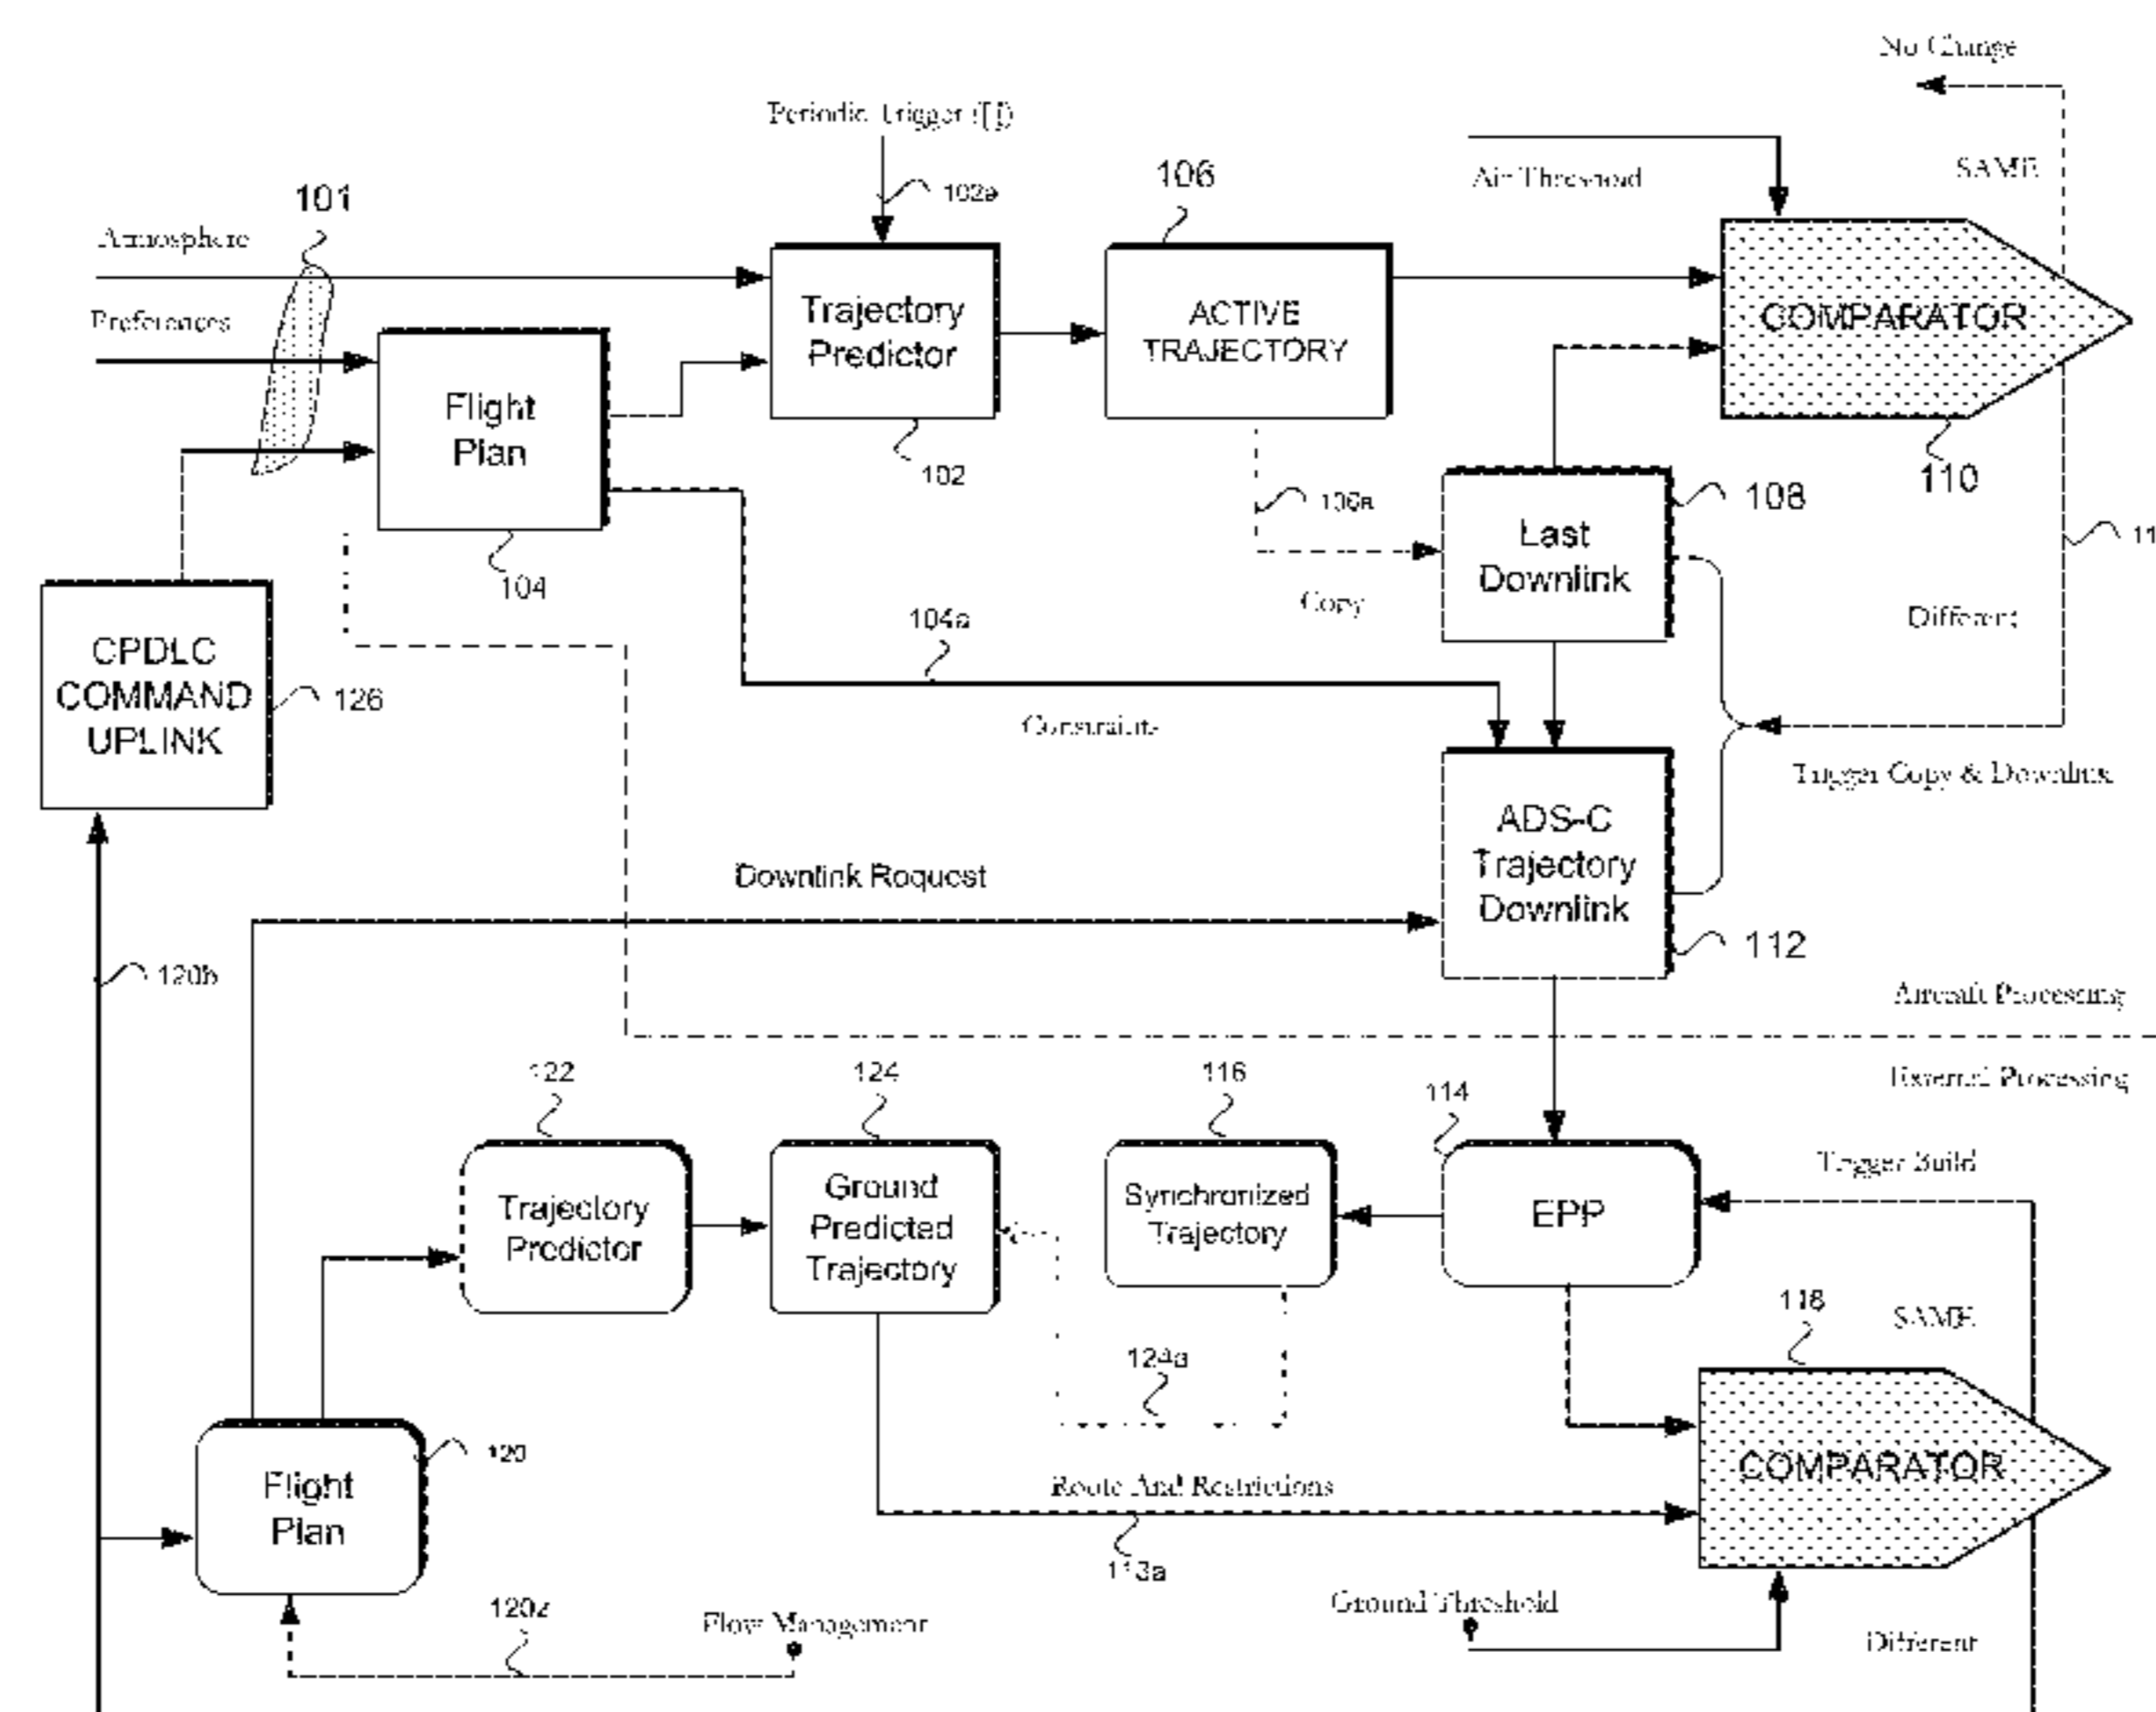 No Change
Periodic Trigger ([])
106
Air Threshold
SAME
101
102a
Atmosphere
Preferences
Trajectory
Predictor
ACTIVE
TRAJECTORY
COMPARATOR
Flight
Plan
102
110
108
106a
Last
Downlink
11
104
Copy
Different
104a
CPDLC
COMMAND
UPLINK
126
Constraints
Trigger Copy & Downlink
ADS-C
Trajectory
Downlink
Downlink Request
112
120b
Aircraft Processing
External Processing
122
124
116
114
Trigger Build
Trajectory
Predictor
Ground
Predicted
Trajectory
Synchronized
Trajectory
EPP
118
SAME
124a
120
Flight
Plan
Route And Restrictions
COMPARATOR
113a
Ground Threshold
Flow Management
Different